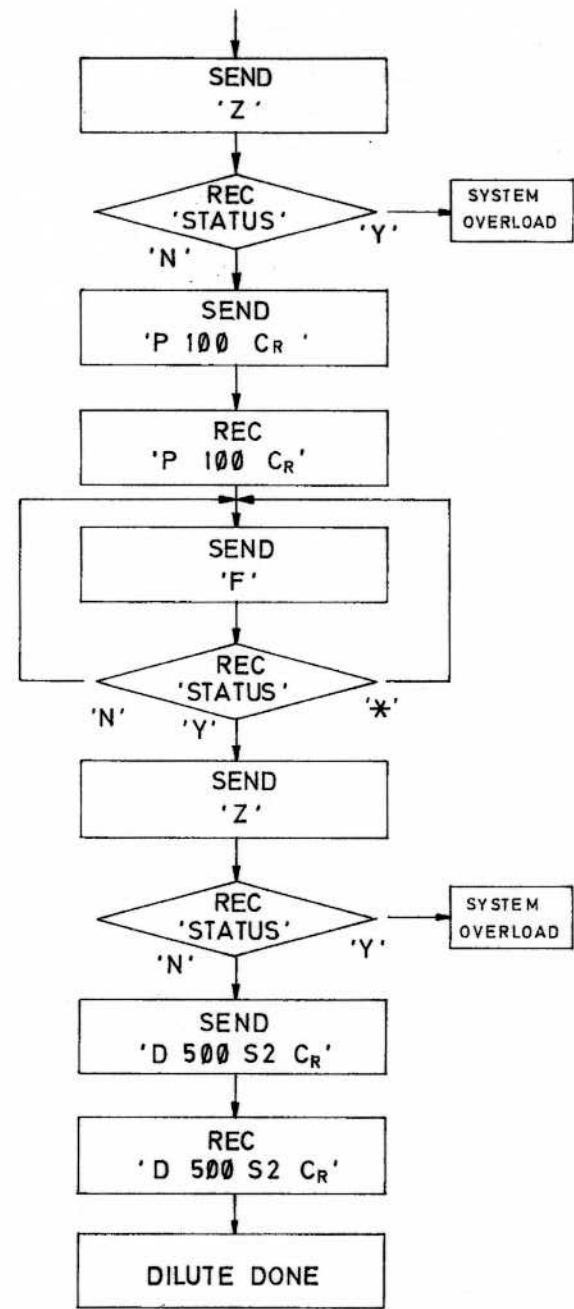 SEND
'Z'
REC
'STATUS'
'Y'
SYSTEM
OVERLOAD
'N'
SEND
'P 1ØØ CR '
REC
'P 1ØØ CR'
SEND
'F'
REC
'STATUS'
'N'
'Y'
'*'
SEND
'Z'
REC
'STATUS'
'Y'
SYSTEM
OVERLOAD
'N'
SEND
'D 5ØØ S2 CR'
REC
'D 5ØØ S2 CR'
DILUTE DONE